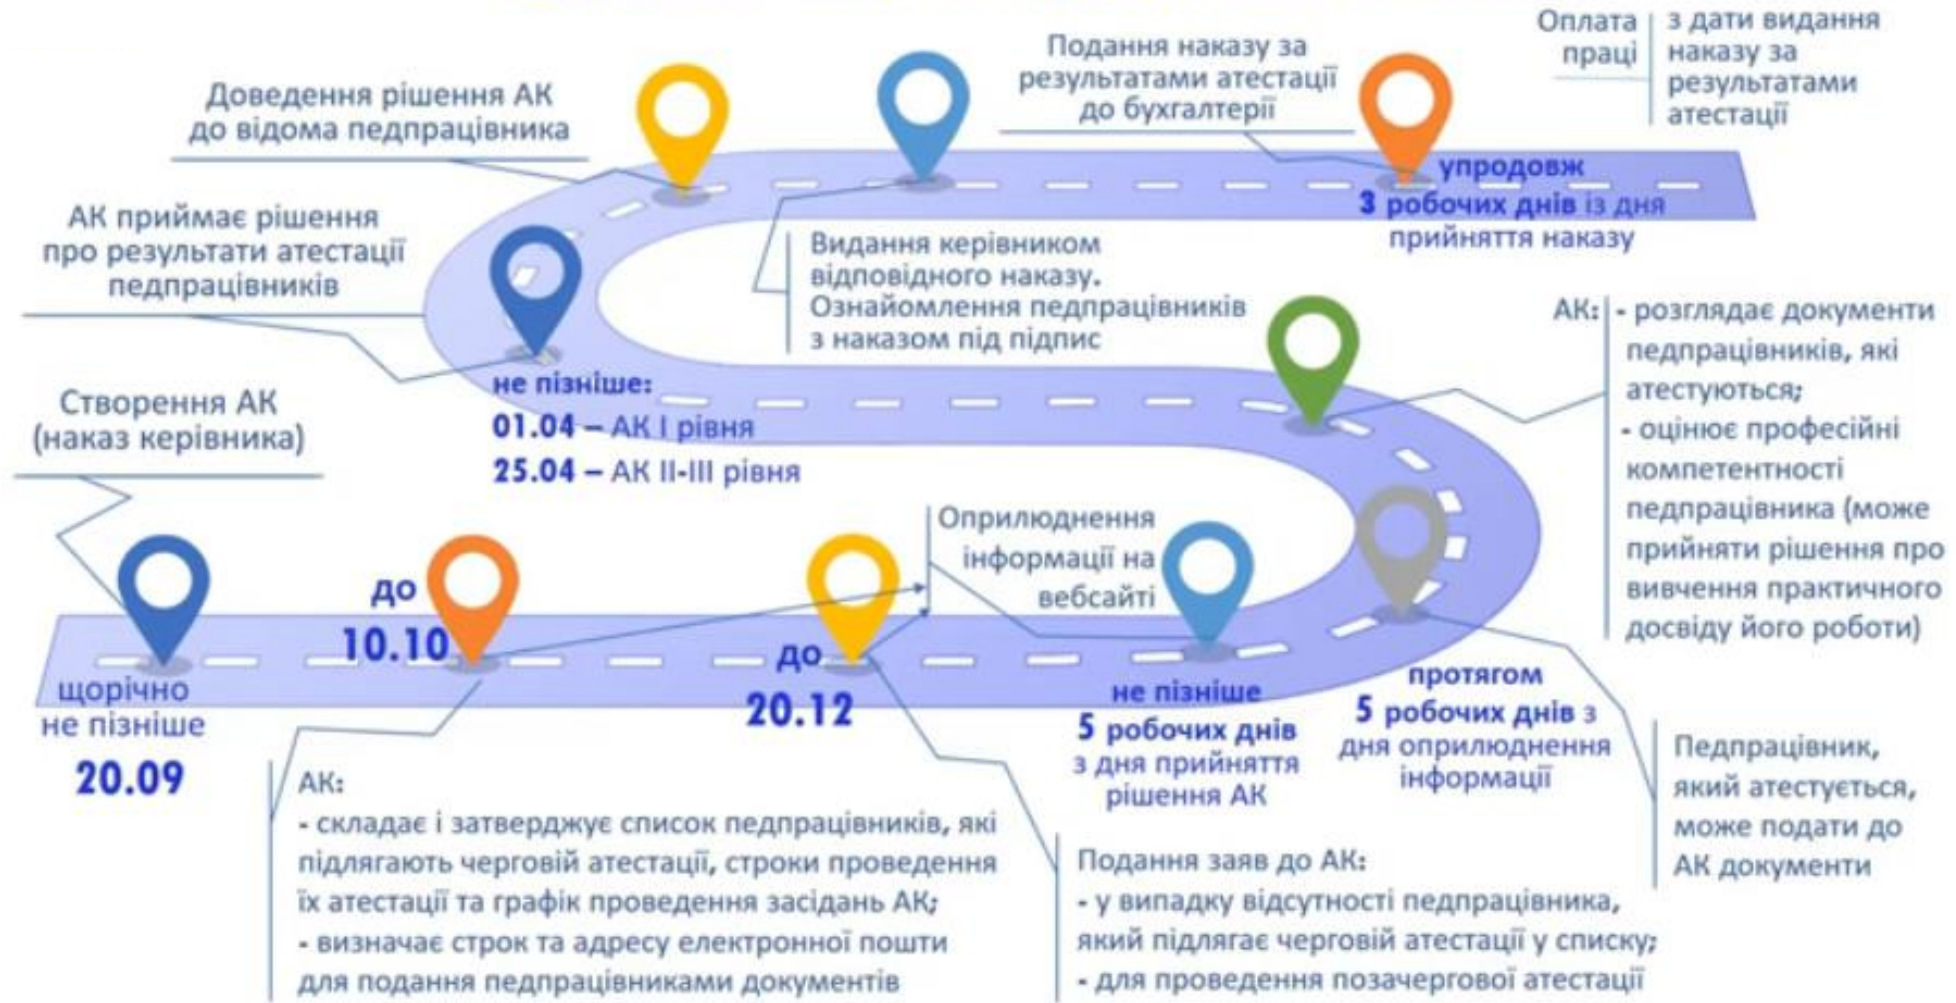 Оплата
праці
з дати видання
наказу за
результатами
атестації
Подання наказу за
результатами атестації
до бухгалтерії
Доведення рішення АК
до відома педпрацівника
упродовж
3 робочих днів із дня
прийняття наказу
АК приймає рішення
про результати атестації
педпрацівників
Видання керівником
відповідного наказу.
Ознайомлення педпрацівників
з наказом під підпис
АК:
- розглядає документи
педпрацівників, які
атестуються;
- оцінює професійні
компетентності
педпрацівника (може
прийняти рішення про
вивчення практичного
досвіду його роботи)
не пізніше:
01.04 – АК І рівня
25.04 – АК ІІ-ІІІ рівня
Створення АК
(наказ керівника)
Оприлюднення
інформації на
вебсайті
до
10.10
до
20.12
щорічно
не пізніше
20.09
не пізніше
5 робочих днів
з дня прийняття
рішення АК
протягом
5 робочих днів з
дня оприлюднення
інформації
Педпрацівник,
який атестується,
може подати до
АК документи
АК:
- складає і затверджує список педпрацівників, які
підлягають черговій атестації, строки проведення
їх атестації та графік проведення засідань АК;
- визначає строк та адресу електронної пошти
для подання педпрацівниками документів
Подання заяв до АК:
- у випадку відсутності педпрацівника,
який підлягає черговій атестації у списку;
- для проведення позачергової атестації